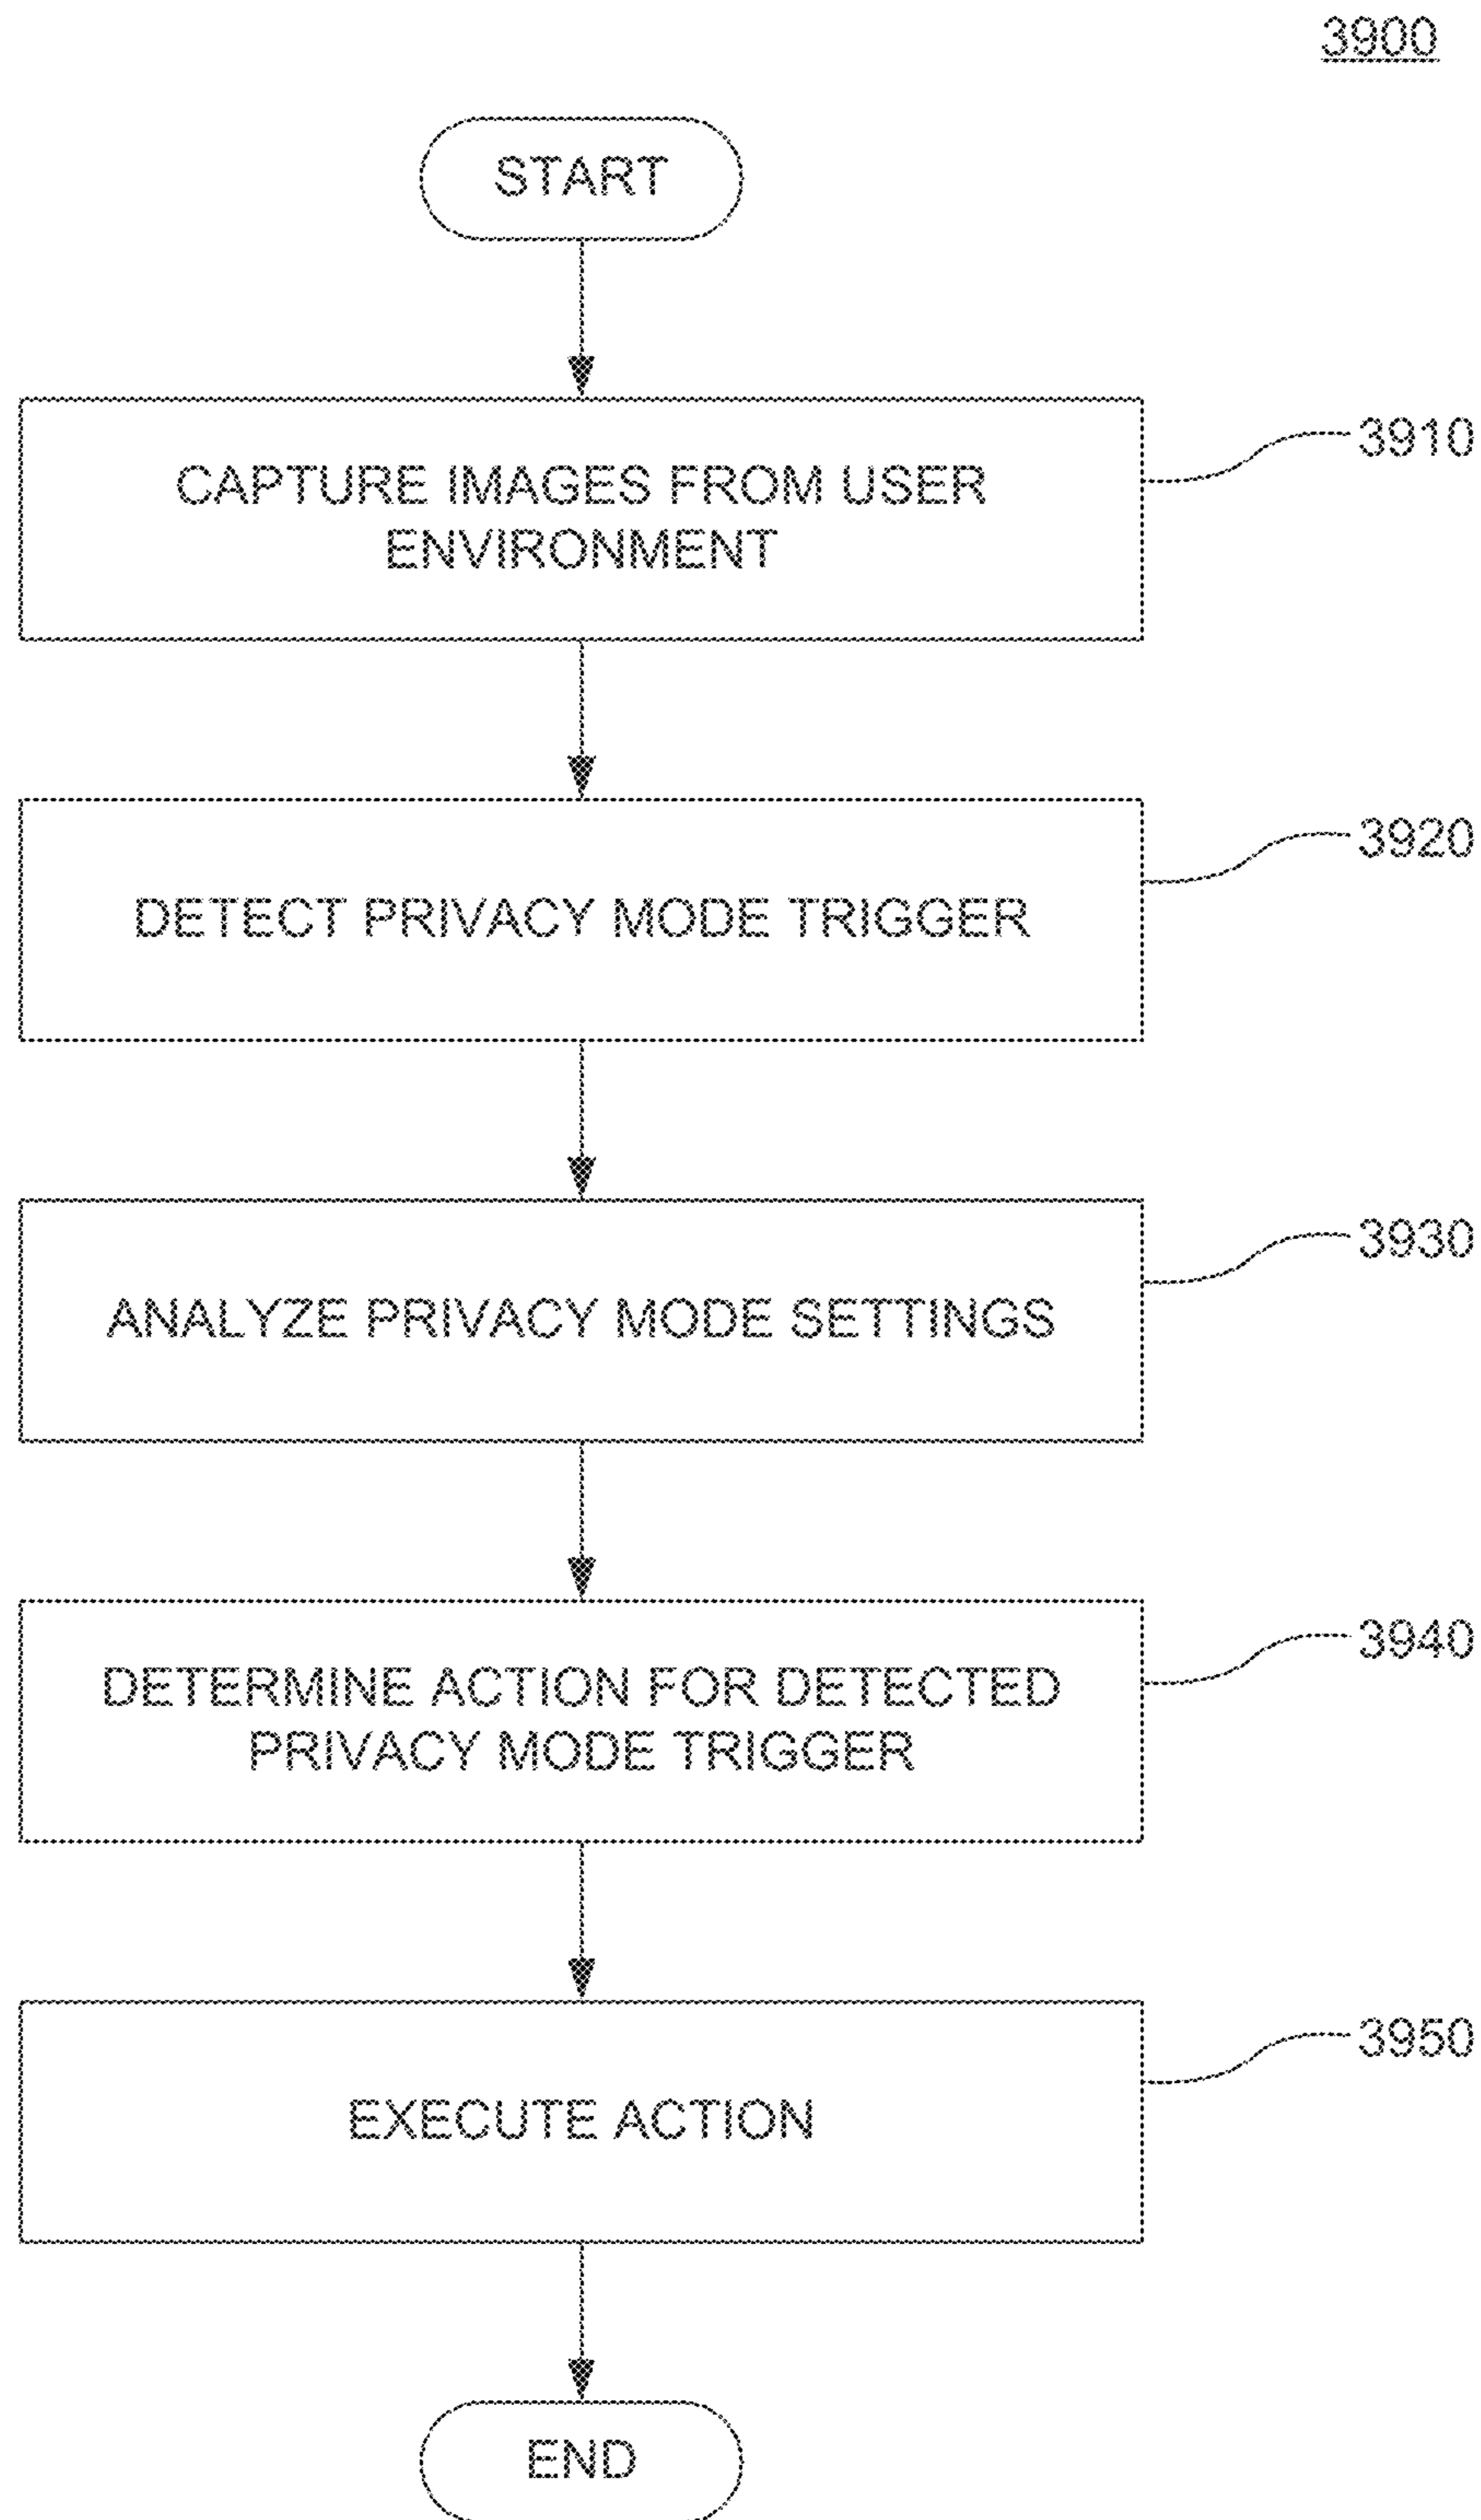 3900
START
CAPTURE IMAGES FROM USER
ENVIRONMENT
3910
DETECT PRIVACY MODE TRIGGER
3920
ANALYZE PRIVACY MODE SETTINGS
3930
DETERMINE ACTION FOR DETECTED
PRIVACY MODE TRIGGER
3940
EXECUTE ACTION
3950
END